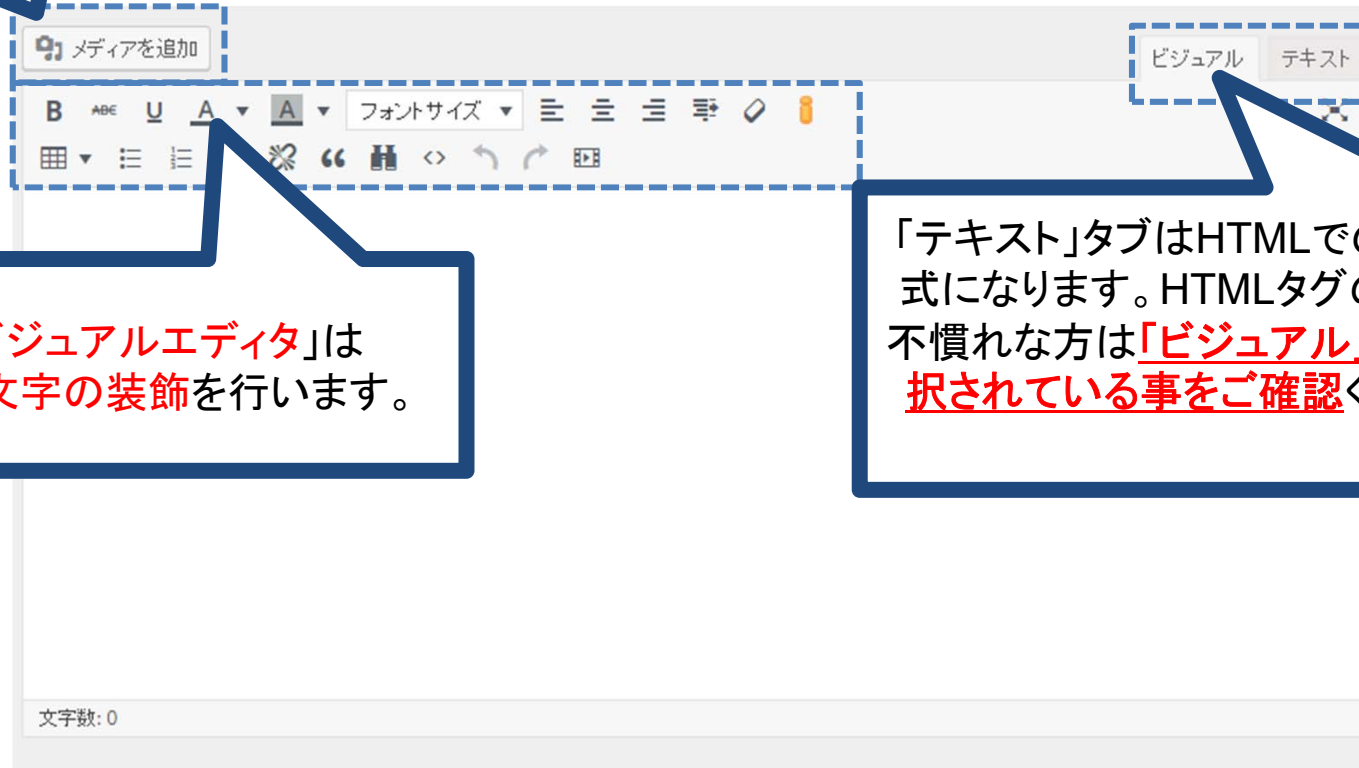 メディアを追加
ビジュアル テキスト
B ABC U A A フォントサイズ
「テキスト」タブはHTMLで
式になります。HTMLタグ
不慣れな方は「ビジュアル」
択されている事をご確認く
ジュアルエディタ」は
文字の装飾を行います。
文字数: 0